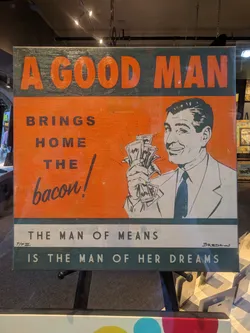 A GOOD MAN
BRINGS
HOME
THE
bacon!
THE MAN OF MEANS
IS THE MAN OF HER DREAMS